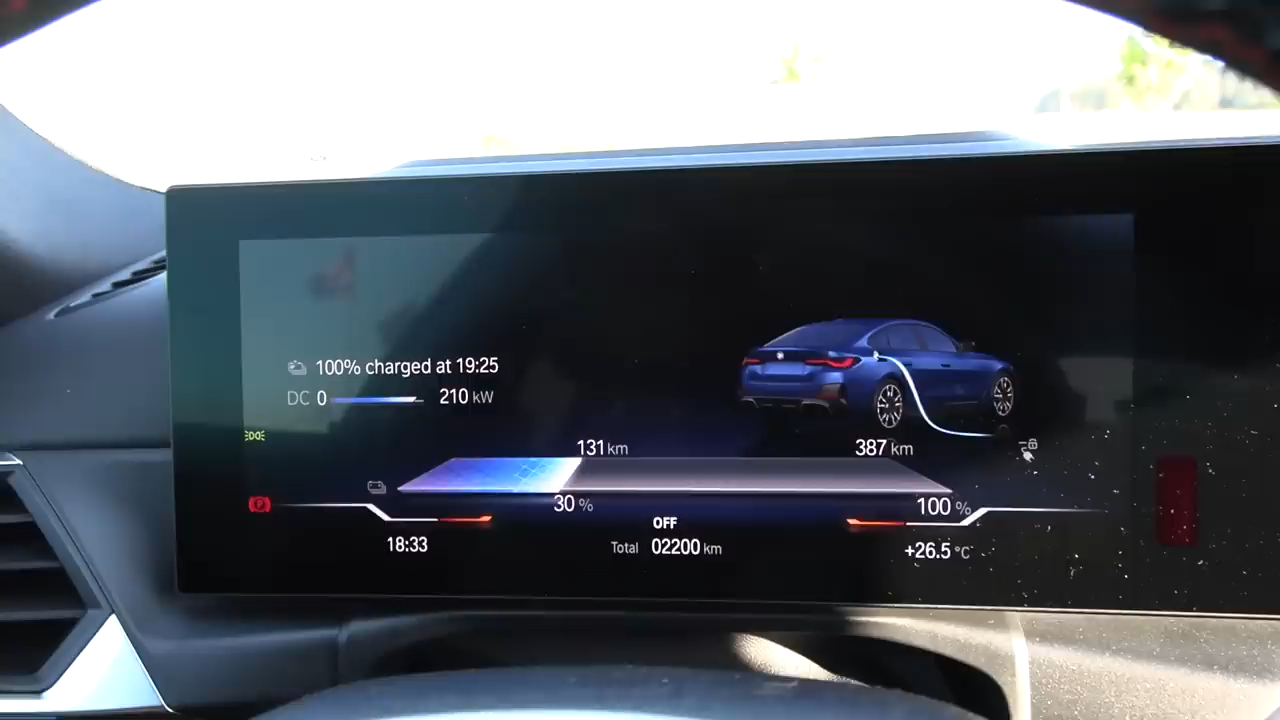 100% charged at 19:25
DC 0 210 kW
131 km 387 km
30 % 100 %
OFF
18:33 Total 02200 km +26.5 °C
P